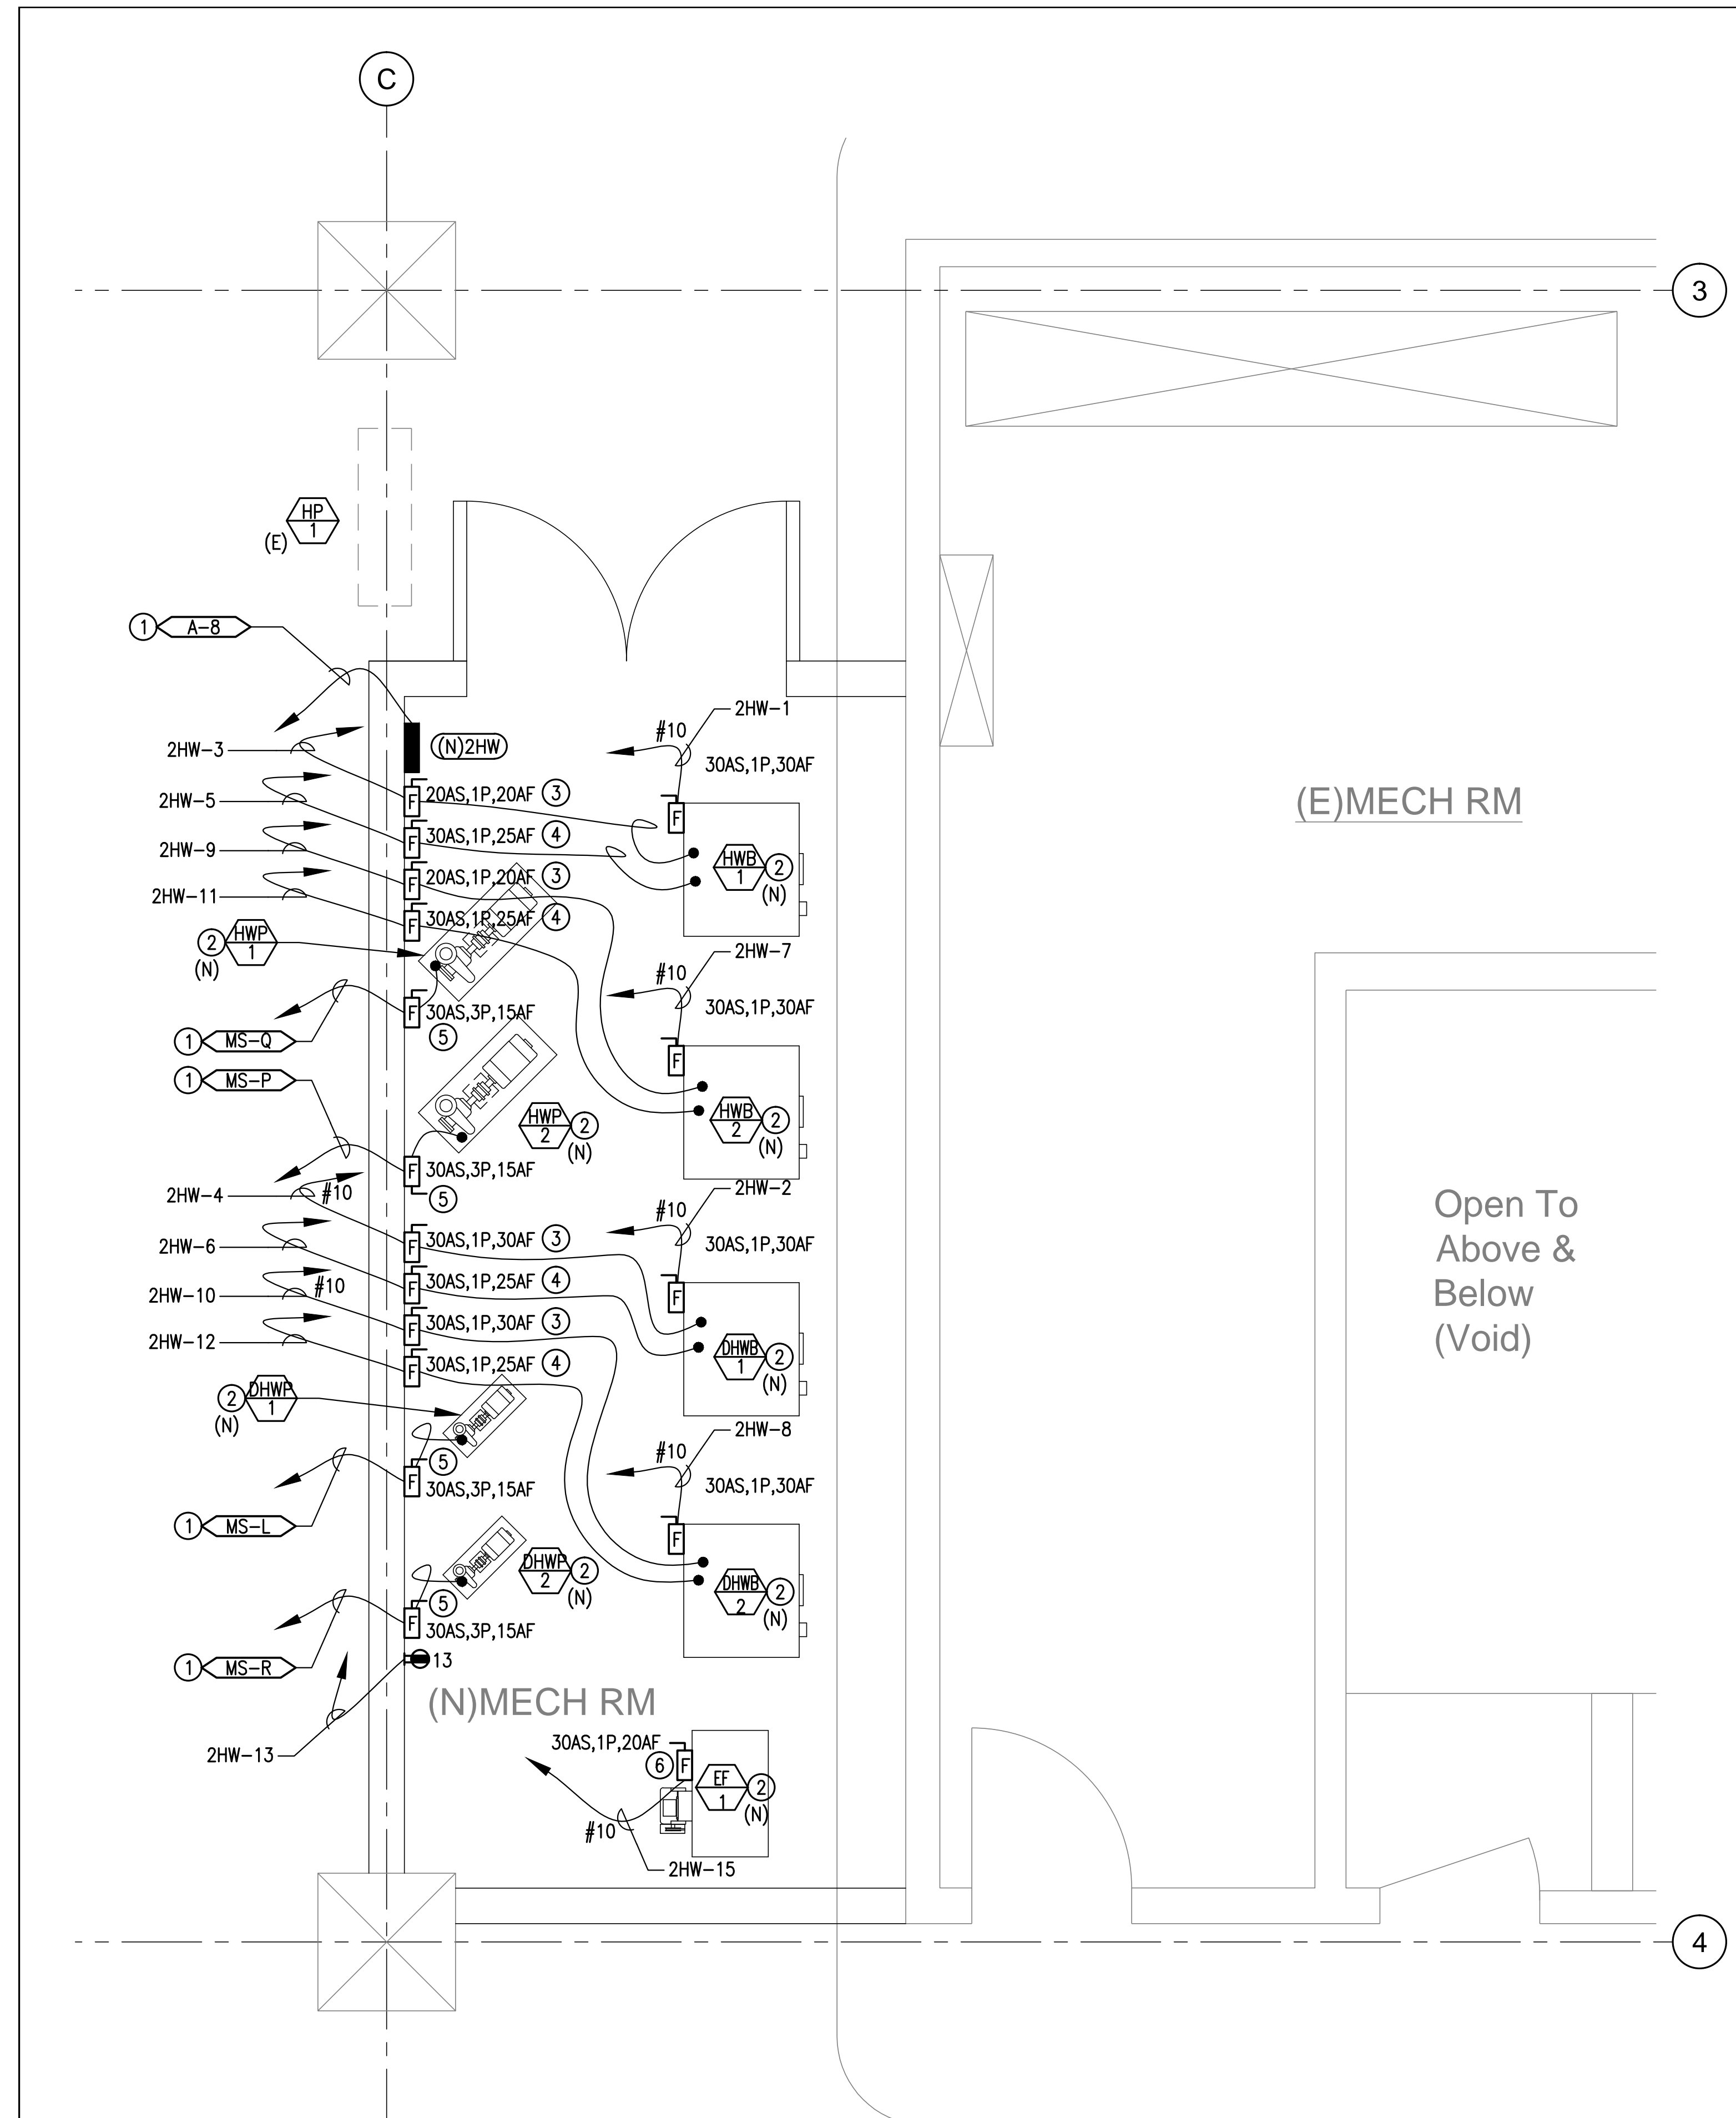 C
3
HP
1
(E)
1
A-8
2HW-3
(N)2HW
#10
2HW-1
30AS,1P,30AF
2HW-5
F
20AS,1P,20AF
3
F
(E)MECH RM
2HW-9
F
30AS,1P,25AF
4
HWB
1
2
(N)
2HW-11
F
20AS,1P,20AF
3
F
30AS,1P,25AF
4
2
HWP
1
(N)
2HW-7
#10
30AS,1P,30AF
F
30AS,3P,15AF
5
1
MS-Q
F
1
MS-P
HWP
2
2
(N)
HWB
2
2
(N)
F
30AS,3P,15AF
5
2HW-4
#10
2HW-2
#10
30AS,1P,30AF
Open To
Above &
Below
(Void)
2HW-6
F
30AS,1P,30AF
3
2HW-10
#10
F
30AS,1P,25AF
4
F
2HW-12
F
30AS,1P,30AF
3
F
30AS,1P,25AF
4
DHWB
1
2
(N)
2
DHWP
1
(N)
2HW-8
#10
30AS,1P,30AF
5
F
30AS,3P,15AF
1
MS-L
F
DHWP
2
2
(N)
DHWB
2
2
(N)
5
F
30AS,3P,15AF
1
MS-R
13
(N)MECH RM
2HW-13
30AS,1P,20AF
6
F
EF
1
2
(N)
#10
2HW-15
4